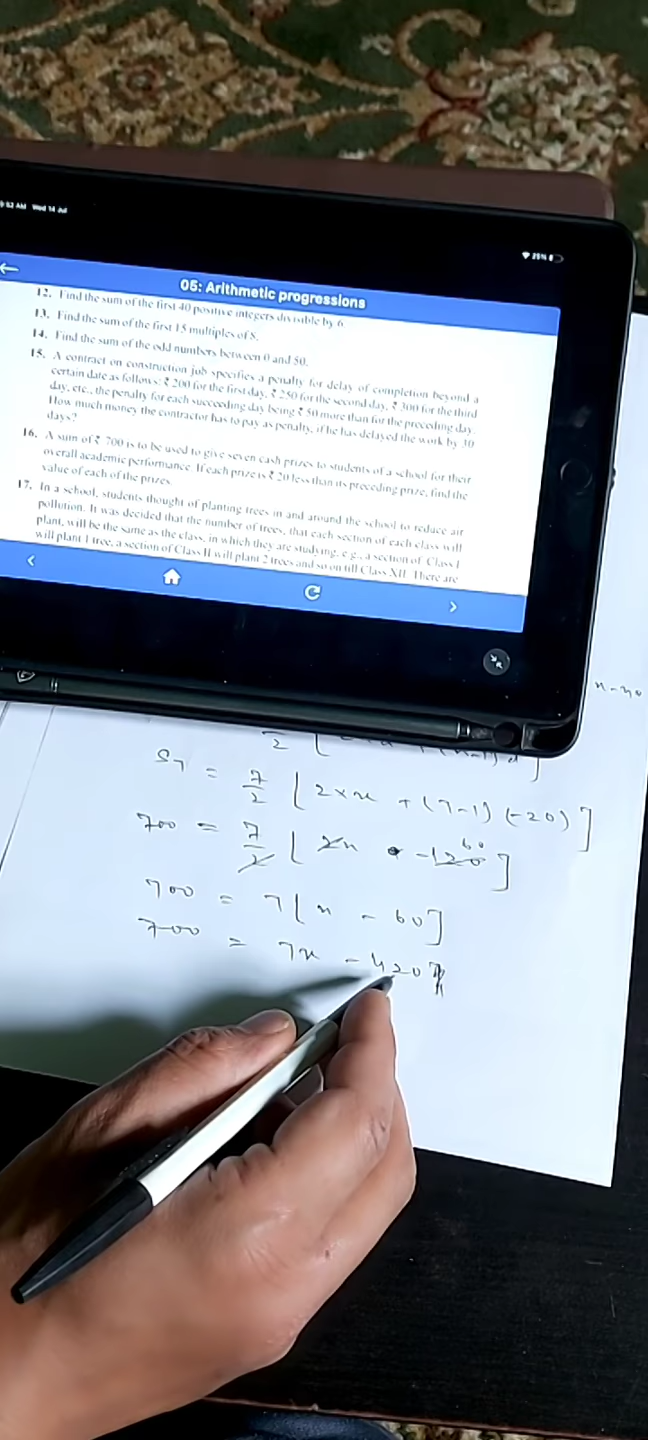 9:52 AM Wed 14 Jul
25%
05: Arithmetic progressions
12. Find the sum of the first 40 positive integers divisible by 6.
13. Find the sum of the first 15 multiples of 8.
14. Find the sum of the odd numbers between 0 and 50.
15. A contract on construction job specifies a penalty for delay of completion beyond a
certain date as follows: ₹ 200 for the first day, ₹ 250 for the second day, ₹ 300 for the third
day, etc., the penalty for each succeeding day being ₹ 50 more than for the preceding day.
How much money the contractor has to pay as penalty, if he has delayed the work by 30
days?
16. A sum of ₹ 700 is to be used to give seven cash prizes to students of a school for their
overall academic performance. If each prize is ₹ 20 less than its preceding prize, find the
value of each of the prizes.
17. In a school, students thought of planting trees in and around the school to reduce air
pollution. It was decided that the number of trees, that each section of each class will
plant, will be the same as the class, in which they are studying, e.g., a section of Class I
will plant 1 tree, a section of Class II will plant 2 trees and so on till Class XII. There are
x-40
2 [
d]
S7 = 7/2 [2×x + (7-1) (-20)]
700 = 7/2 [2x -120 60]
700 = 7[x - 60]
700 = 7x - 420